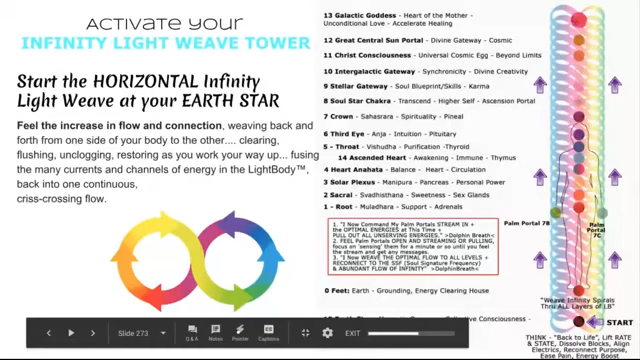 Activate your
INFINITY LIGHT WEAVE TOWER
Start the HORIZONTAL Infinity
Light Weave at your EARTH STAR
Feel the increase in flow and connection, weaving back and
forth from one side of your body to the other.... clearing,
flushing, unclogging, restoring as you work your way up... fusing
the many currents and channels of energy in the LightBody™,
back into one continuous,
criss-crossing flow.
13 Galactic Goddess - Heart of the Mother -
Unconditional Love - Accelerate Healing
12 Great Central Sun Portal - Divine Gateway - Cosmic
11 Christ Consciousness - Universal Cosmic Egg - Beyond Limits
10 Intergalactic Gateway - Synchronicity - Divine Creativity
9 Stellar Gateway - Soul Blueprint/Skills - Karma
8 Soul Star Chakra - Transcend - Higher Self - Ascension Portal
7 Crown - Sahasrara - Spirituality - Pineal
6 Third Eye - Anja - Intuition - Pituitary
5 - Throat - Vishudha - Purification -Thyroid
14 Ascended Heart - Awakening - Immune - Thymus
4 Heart Anahata - Balance - Heart - Circulation
3 Solar Plexus - Manipura - Pancreas - Personal Power
2 Sacral - Svadhishatna - Sweetness - Sex Glands
1 - Root - Muladhara - Support - Adrenals
1. "I Now Command My Palm Portals STREAM IN +
the OPTIMAL ENERGIES at This Time +
PULL OUT ALL UNSERVING ENERGIES." >Dolphin Breath<
2. FEEL Palm Portals OPEN AND STREAMING OR PULLING,
focus on 'sensing' them for a minute or so until you feel
the stream and get any messages.
3. "I Now WEAVE THE OPTIMAL FLOW TO ALL LEVELS +
RECONNECT TO THE SSF (Soul Signature Frequency)
& ABUNDANT FLOW OF INFINITY" >DolphinBreath<
Palm Portal 7B
Palm
Portal
7C
0 Feet: Earth - Grounding, Energy Clearing House
Collective Consciousness -
"Weave Infinity Spirals
Thru ALL Layers of LB"
START
THINK - "Back to Life", Lift RATE
& STATE, Dissolve Blocks, Align
Electrics, Reconnect Purpose,
Ease Pain, Energy Boost
Slide 273
Q & A
Notes
Pointer
Captions
EXIT